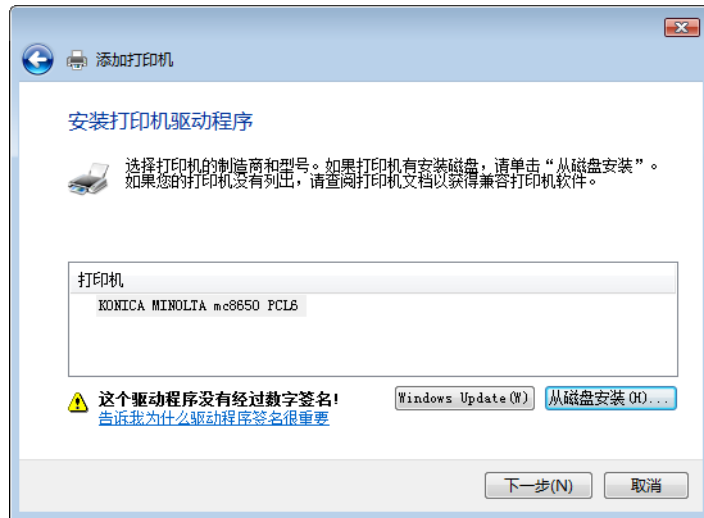 添加打印机
安装打印机驱动程序
选择打印机的制造商和型号。如果打印机有安装磁盘，请单击“从磁盘安装”。
如果您的打印机没有列出，请查阅打印机文档以获得兼容打印机软件。
打印机
KONICA MINOLTA mc8650 PCL6
这个驱动程序没有经过数字签名!
告诉我为什么驱动程序签名很重要
Windows Update(W)
从磁盘安装(H)...
下一步(N)
取消